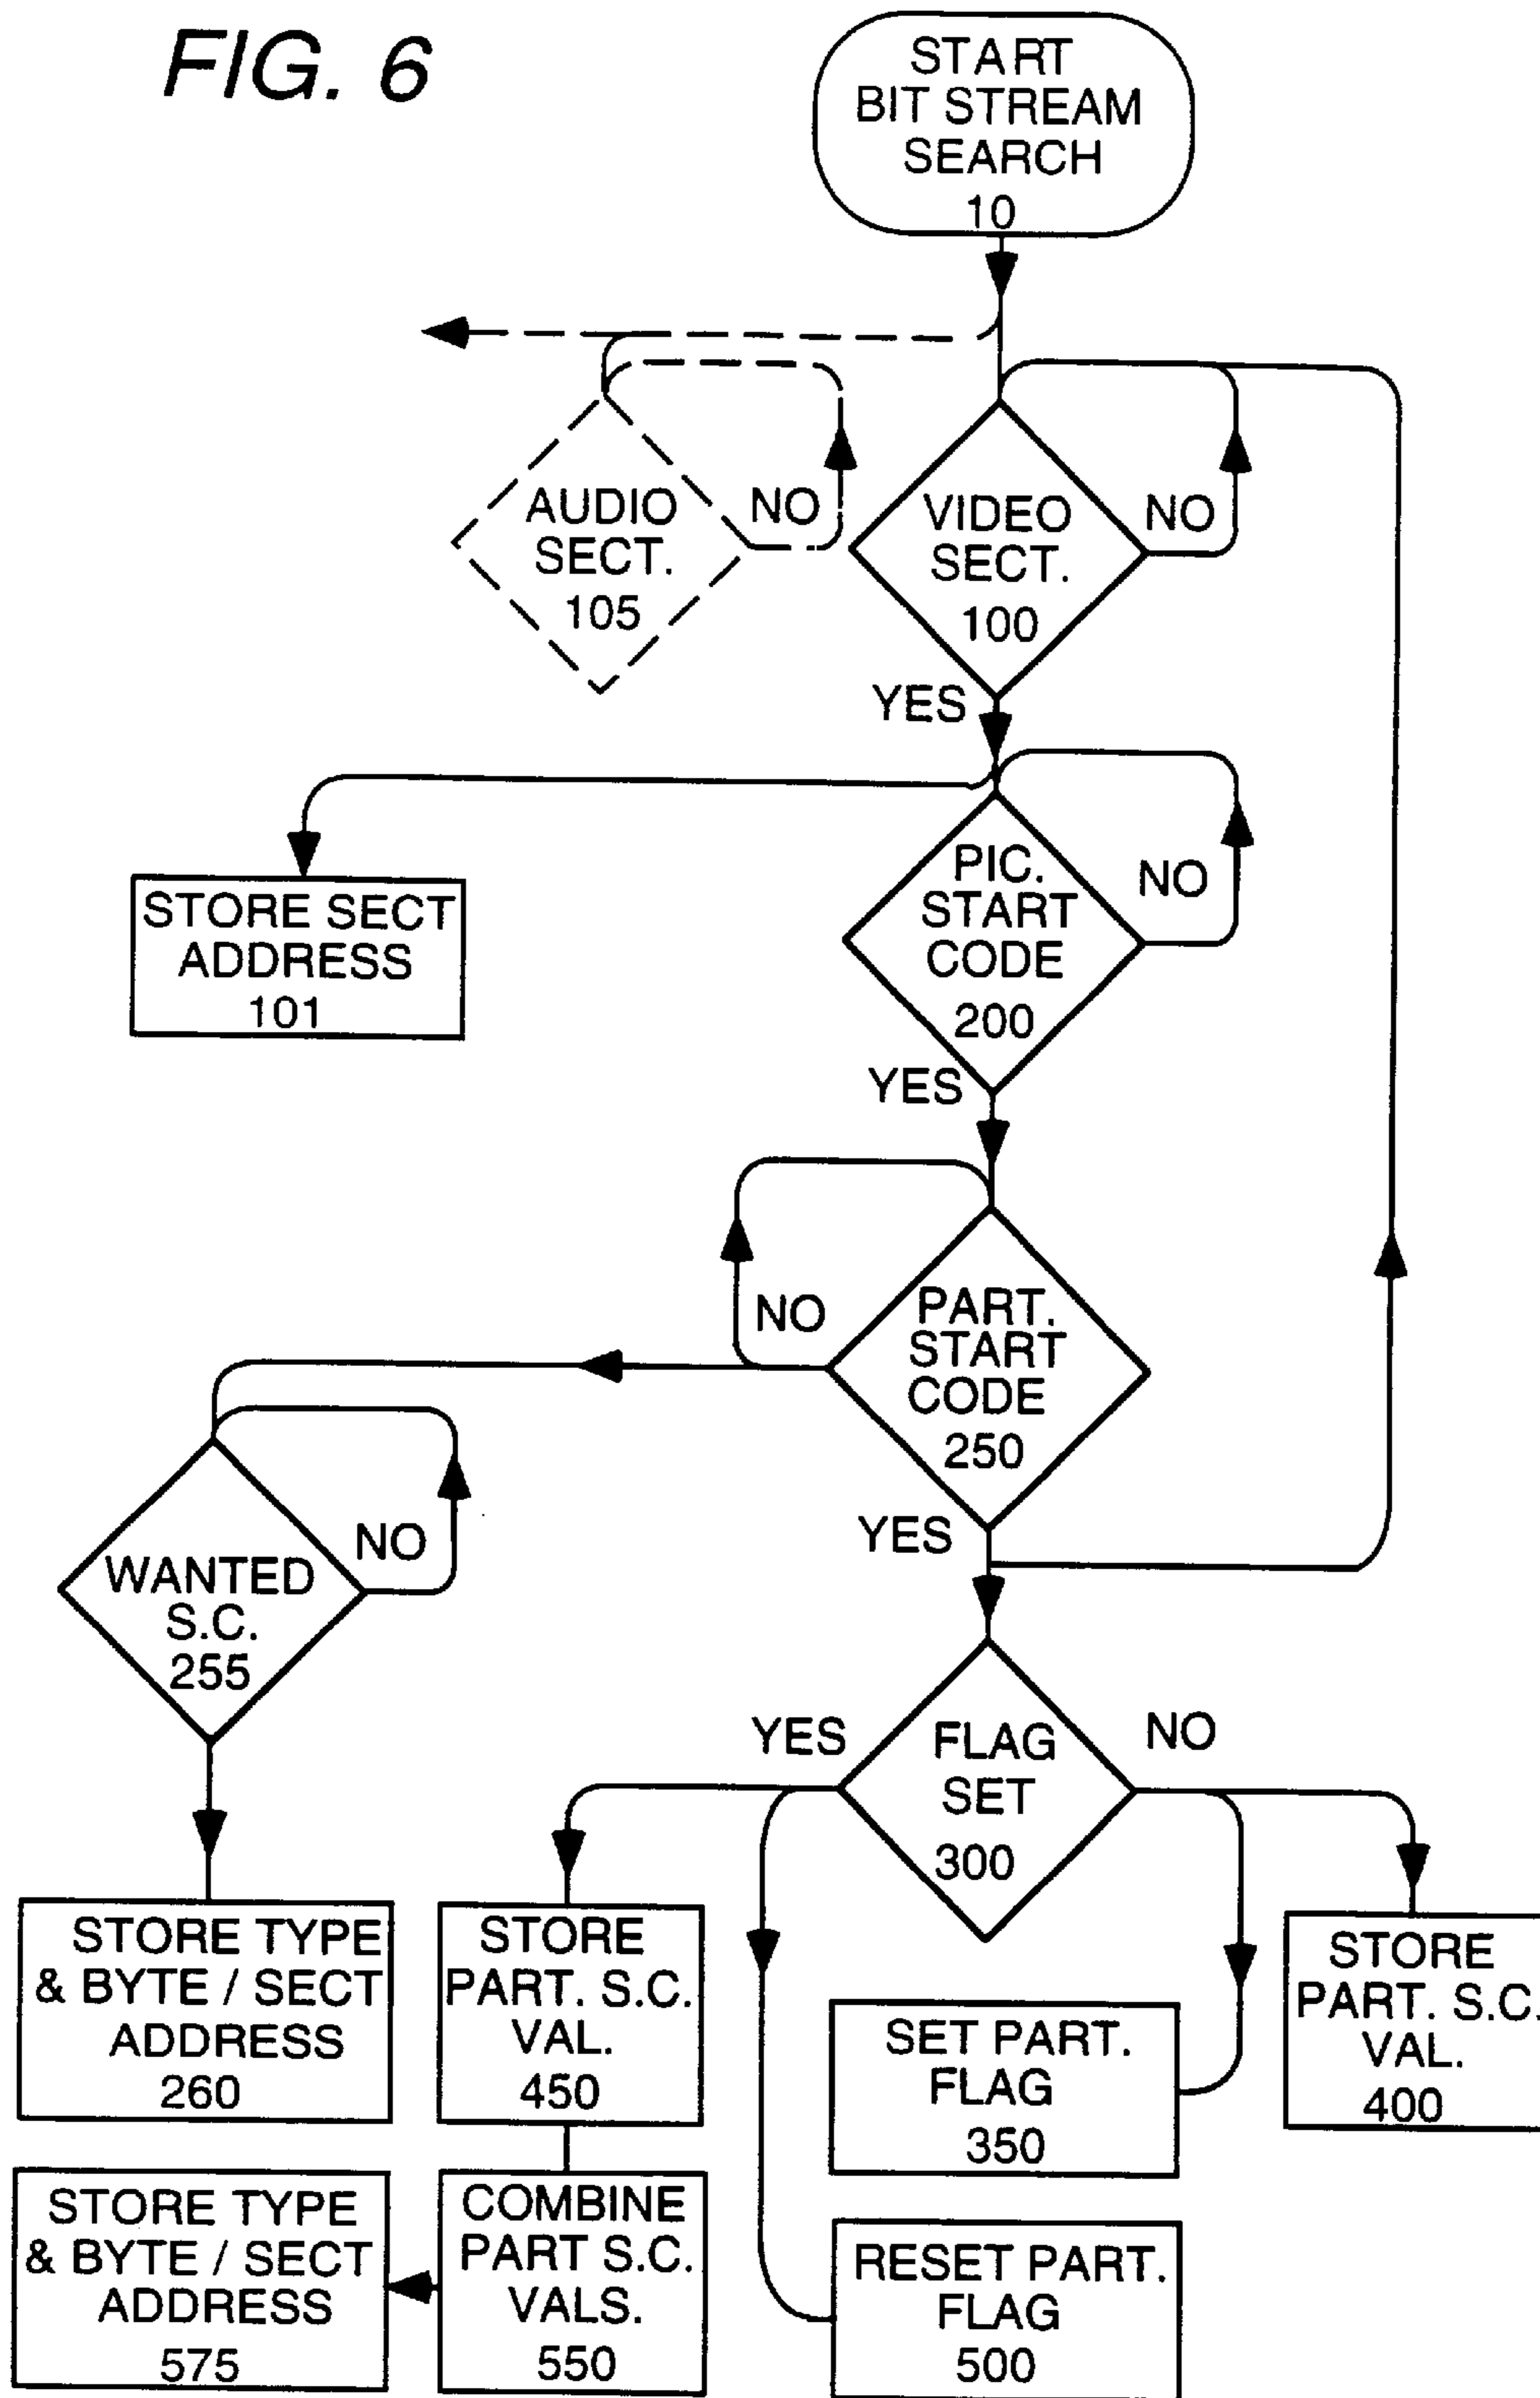 FIG. 6
START
BIT STREAM
SEARCH
10
AUDIO
SECT.
105
NO
VIDEO
SECT.
100
NO
YES
STORE SECT
ADDRESS
101
PIC.
START
CODE
200
NO
YES
PART.
START
CODE
250
NO
YES
WANTED
S.C.
255
NO
FLAG
SET
300
YES
NO
STORE TYPE
& BYTE / SECT
ADDRESS
260
STORE
PART. S.C.
VAL.
450
SET PART.
FLAG
350
STORE
PART. S.C.
VAL.
400
STORE TYPE
& BYTE / SECT
ADDRESS
575
COMBINE
PART S.C.
VALS.
550
RESET PART.
FLAG
500